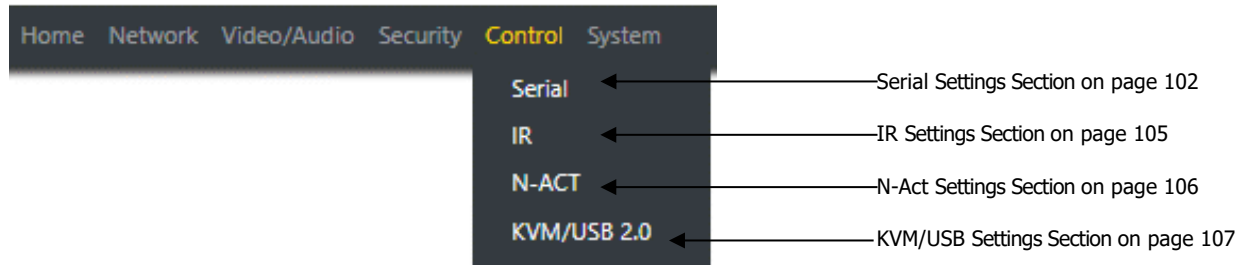 Home Network Video/Audio Security Control System
Serial
Serial Settings Section on page 102
IR
IR Settings Section on page 105
N-ACT
N-Act Settings Section on page 106
KVM/USB 2.0
KVM/USB Settings Section on page 107